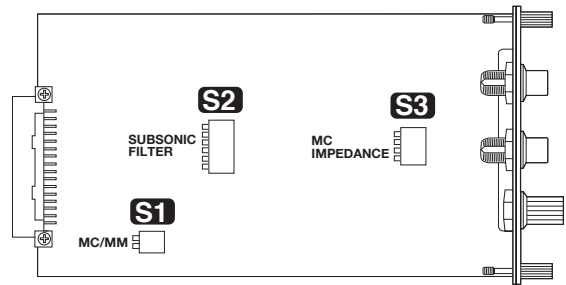 S2
SUBSONIC
FILTER
S3
MC
IMPEDANCE
S1
MC/MM